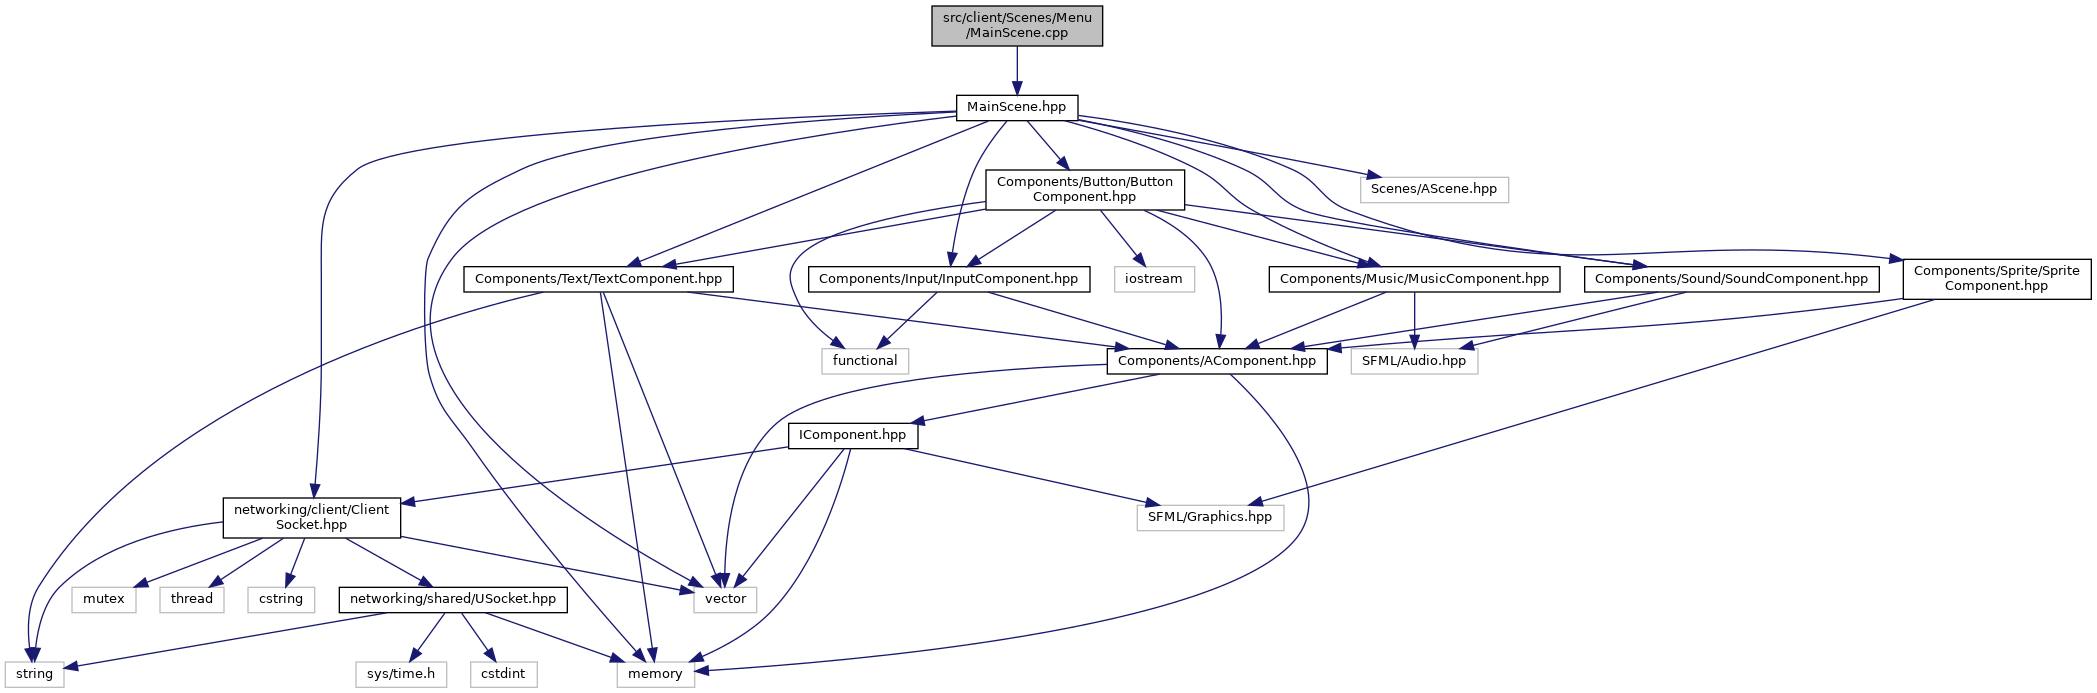 src/client/Scenes/Menu
/MainScene.cpp
MainScene.hpp
Components/Button/Button
Component.hpp
Scenes/AScene.hpp
Components/Text/TextComponent.hpp
Components/Input/InputComponent.hpp
iostream
Components/Music/MusicComponent.hpp
Components/Sound/SoundComponent.hpp
Components/Sprite/Sprite
Component.hpp
functional
Components/AComponent.hpp
SFML/Audio.hpp
IComponent.hpp
networking/client/Client
Socket.hpp
SFML/Graphics.hpp
mutex
thread
cstring
networking/shared/USocket.hpp
vector
string
sys/time.h
cstdint
memory